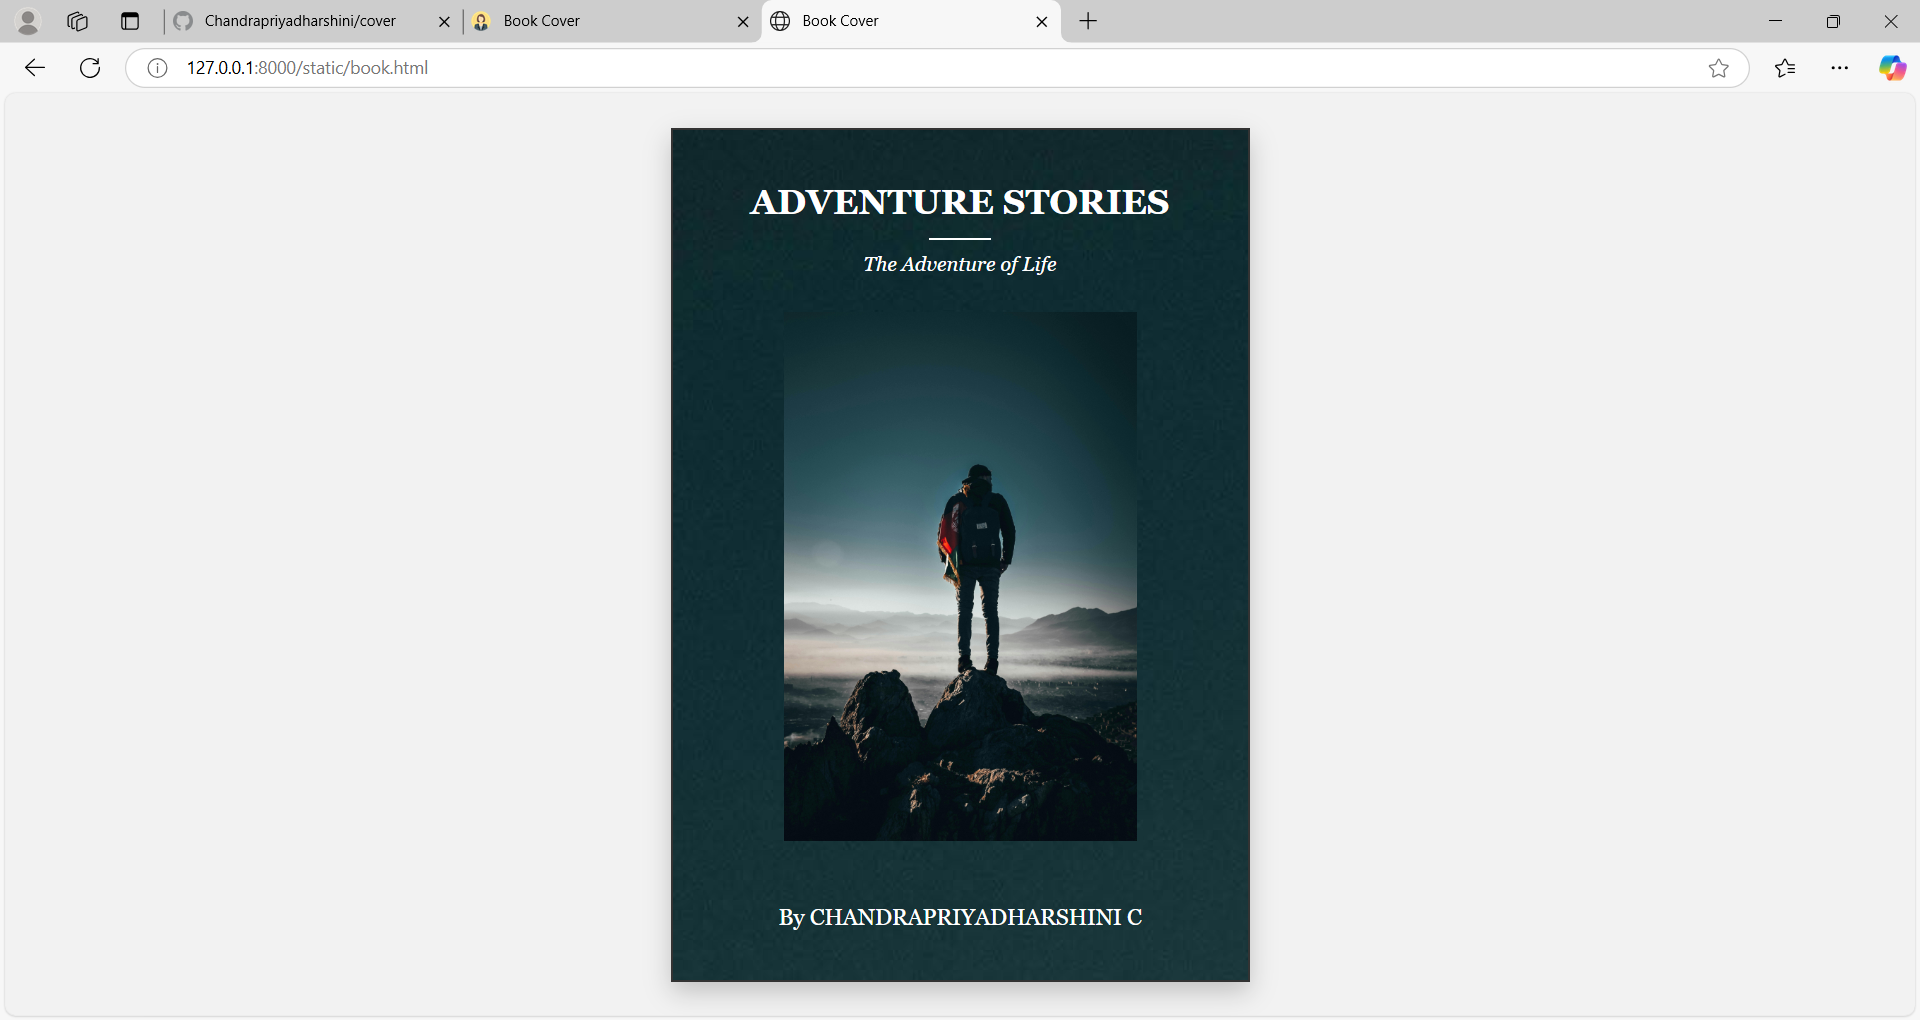 Chandrapriyadharshini/cover
Book Cover
Book Cover
127.0.0.1:8000/static/book.html
ADVENTURE STORIES
The Adventure of Life
By CHANDRAPRIYADHARSHINI C